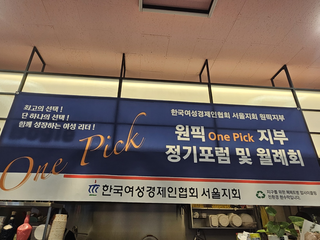 최고의 선택!
단 하나의 선택!
함께 성장하는 여성 리더!
One Pick
한국여성경제인협회 서울지회 원픽지부
원픽 One Pick 지부
정기포럼 및 월례회
한국여성경제인협회 서울지회